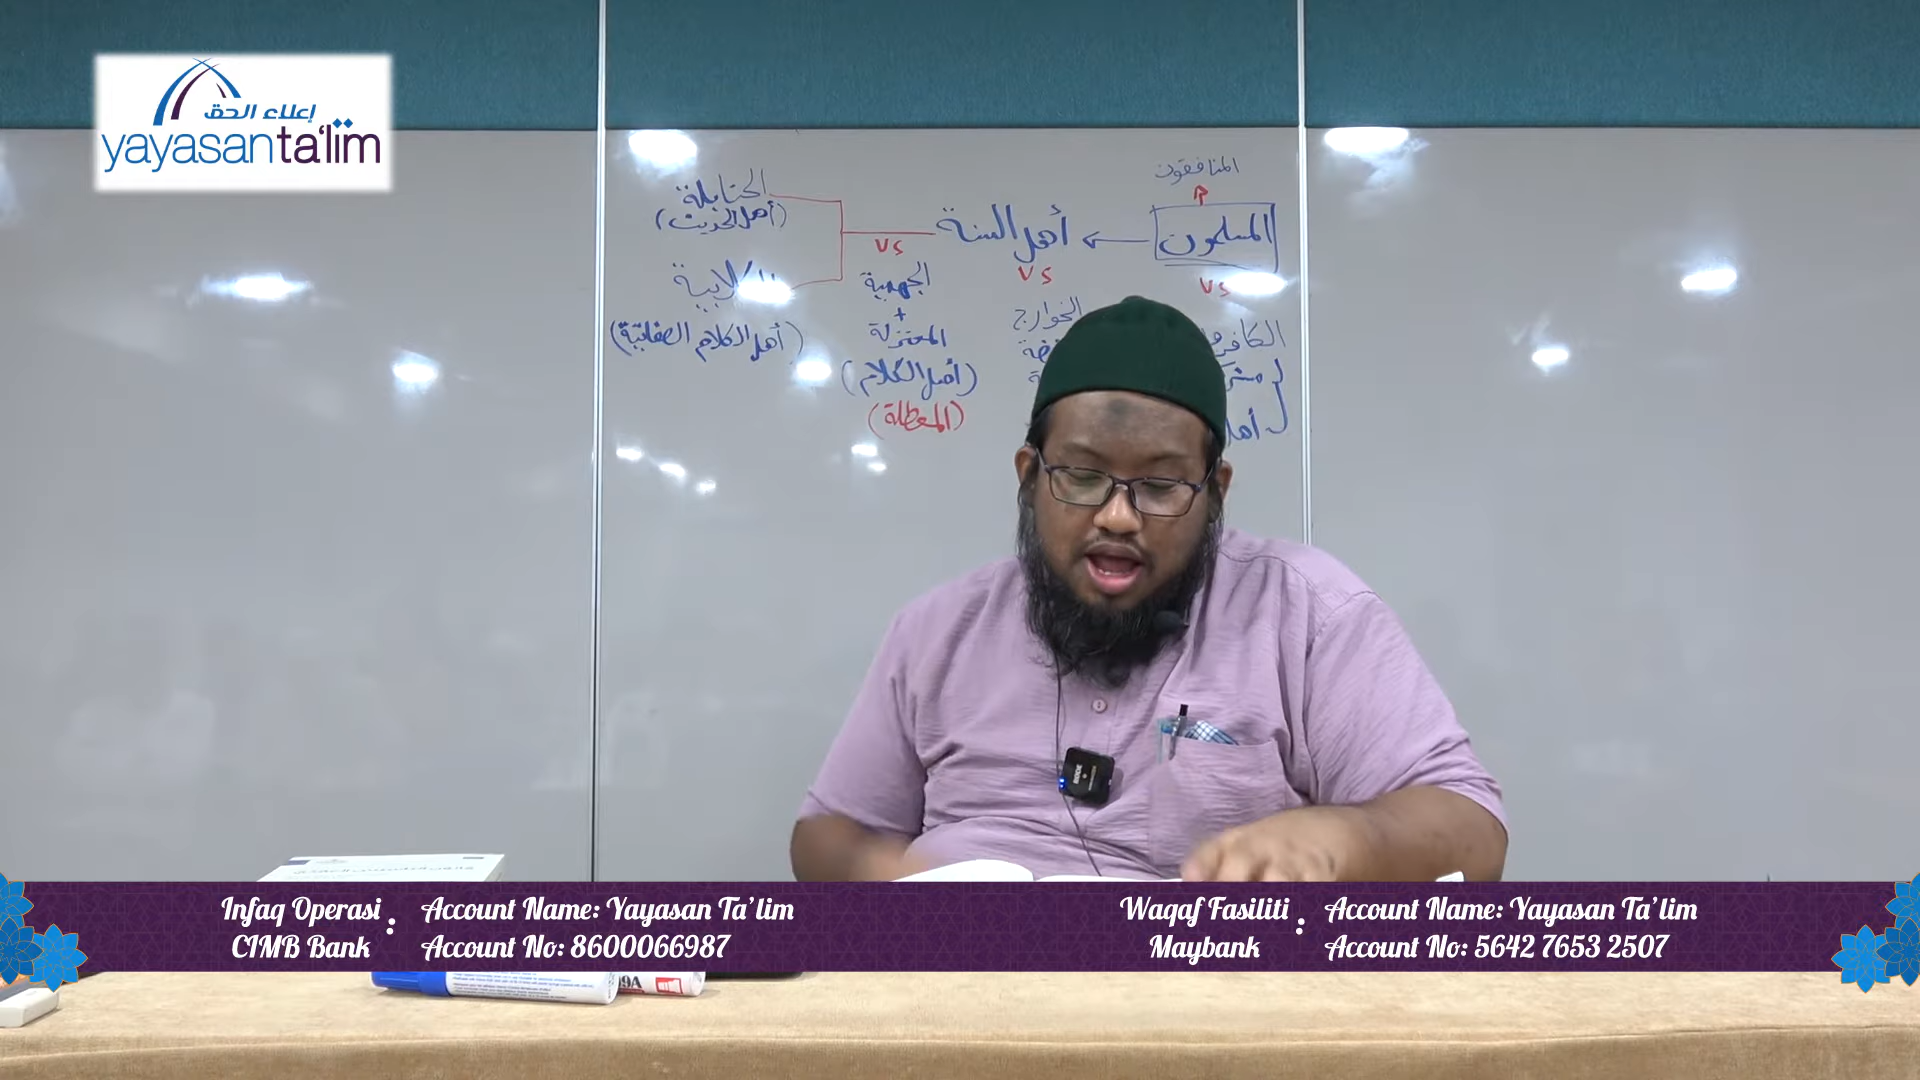 إعلاء الحق
yayasanta'lim
المنافقون
المسلمون
أهل السنة
vs
vs
vs
الحنابلة
(أهل الحديث)
(أهل الكلام الصفاتية)
الجهمية
+
المعتزلة
(أهل الكلام)
(المعطلة)
الخوارج
Infaq Operasi
CIMB Bank
:
Account Name: Yayasan Ta'lim
Account No: 8600066987
Waqaf Fasiliti
Maybank
:
Account Name: Yayasan Ta'lim
Account No: 5642 7653 2507